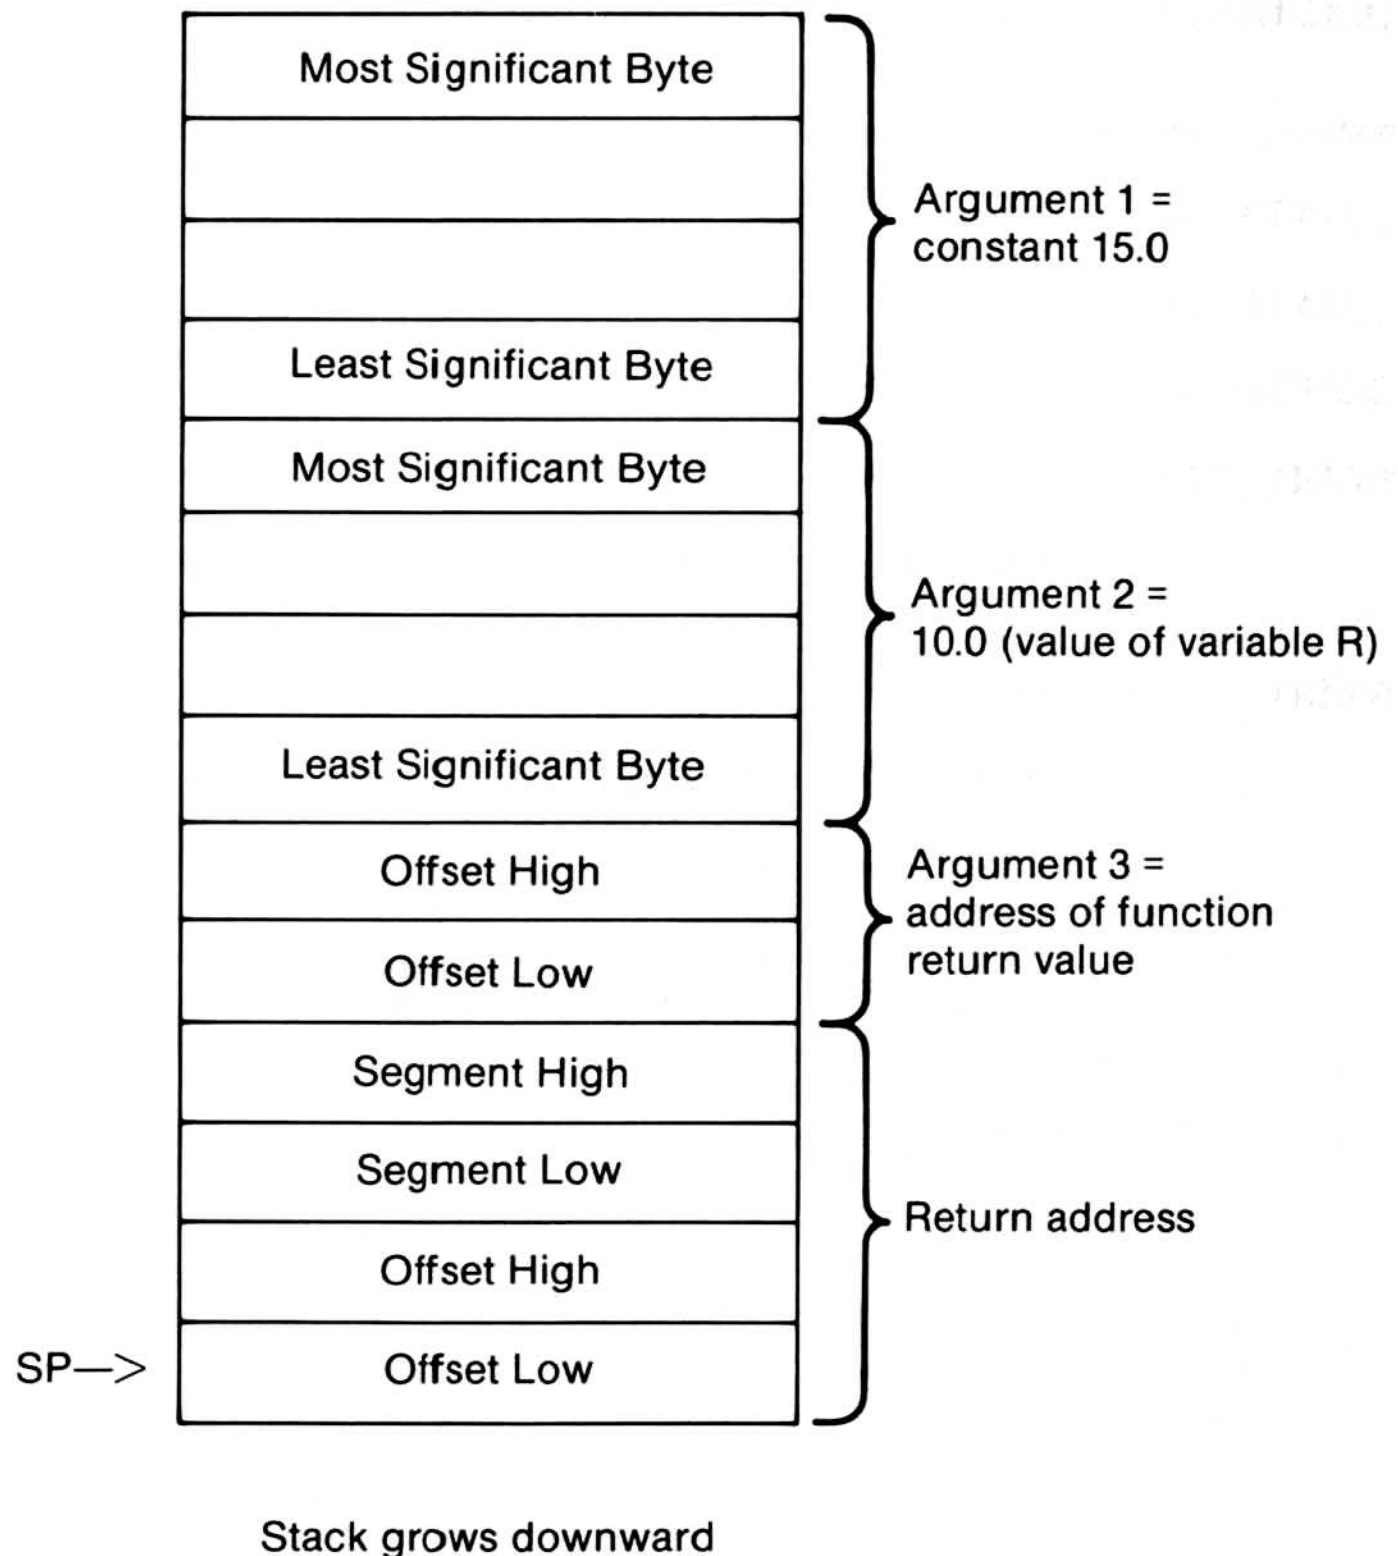 Most Significant Byte
Argument 1 =
constant 15.0
Least Significant Byte
Most Significant Byte
Argument 2 =
10.0 (value of variable R)
Least Significant Byte
Offset High
Argument 3 =
address of function
return value
Offset Low
Segment High
Segment Low
Return address
Offset High
SP—>
Offset Low
Stack grows downward